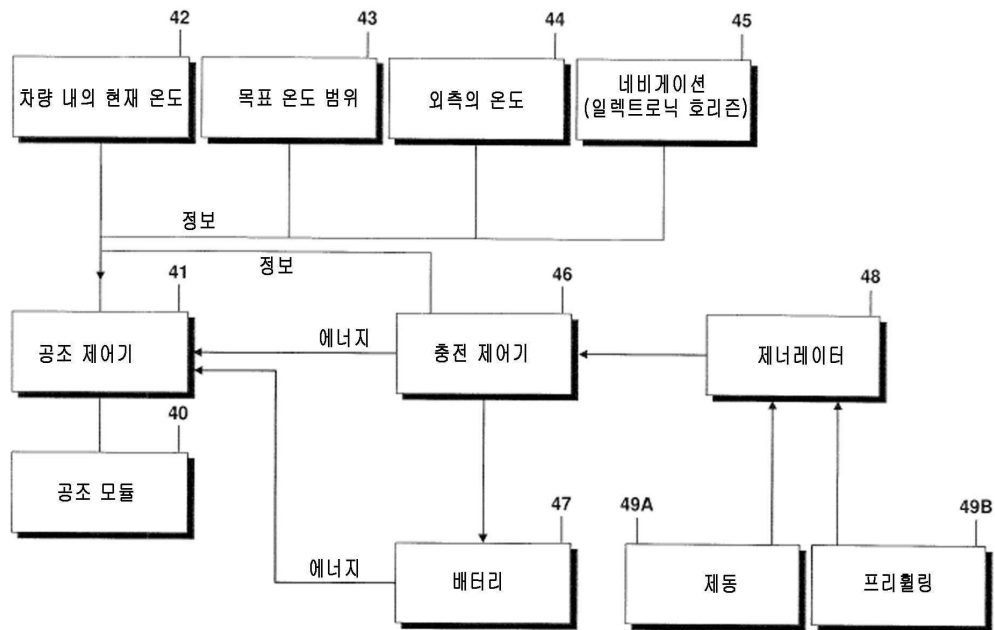 42
43
44
45
차량 내의 현재 온도
목표 온도 범위
외측의 온도
네비게이션
(일렉트로닉 호리즌)
정보
정보
41
46
48
공조 제어기
에너지
충전 제어기
제너레이터
40
공조 모듈
47
49A
49B
에너지
배터리
제동
프리휠링